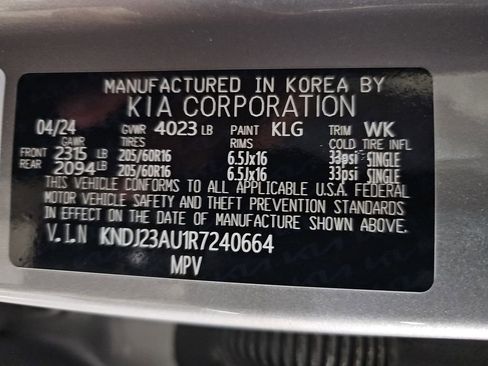 MANUFACTURED IN KOREA BY
KIA CORPORATION
04/24 GVWR 4023 LB PAINT KLG TRIM WK
GAWR TIRES RIMS COLD TIRE INFL
FRONT 2315 LB 205/60R16 6.5Jx16 33psi SINGLE
REAR 2094 LB 205/60R16 6.5Jx16 33psi SINGLE
THIS VEHICLE CONFORMS TO ALL APPLICABLE U.S.A. FEDERAL
MOTOR VEHICLE SAFETY AND THEFT PREVENTION STANDARDS
IN EFFECT ON THE DATE OF MANUFACTURE SHOWN ABOVE.
V.I.N KNDJ23AU1R7240664
MPV